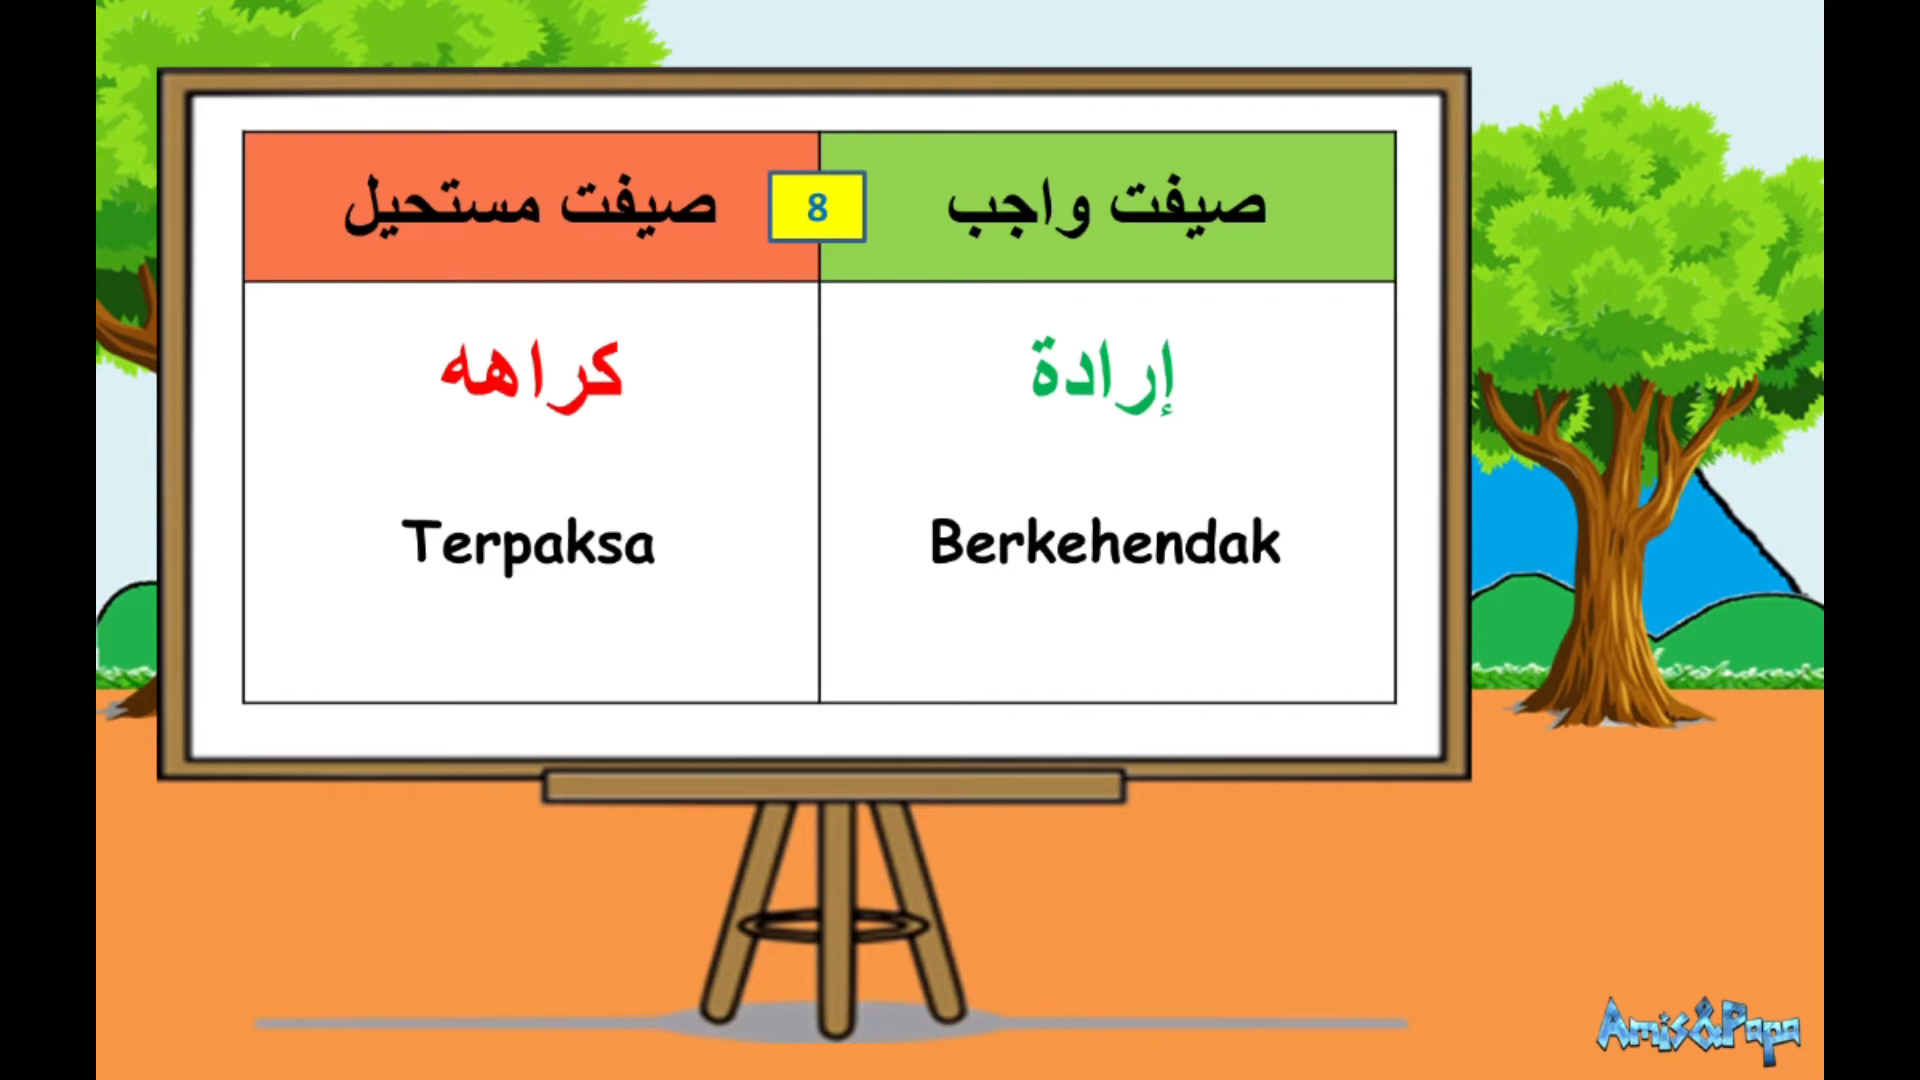 صيفت واجب
8
صيفت مستحيل
إرادة
كراهه
Berkehendak
Terpaksa
Amis&Papa